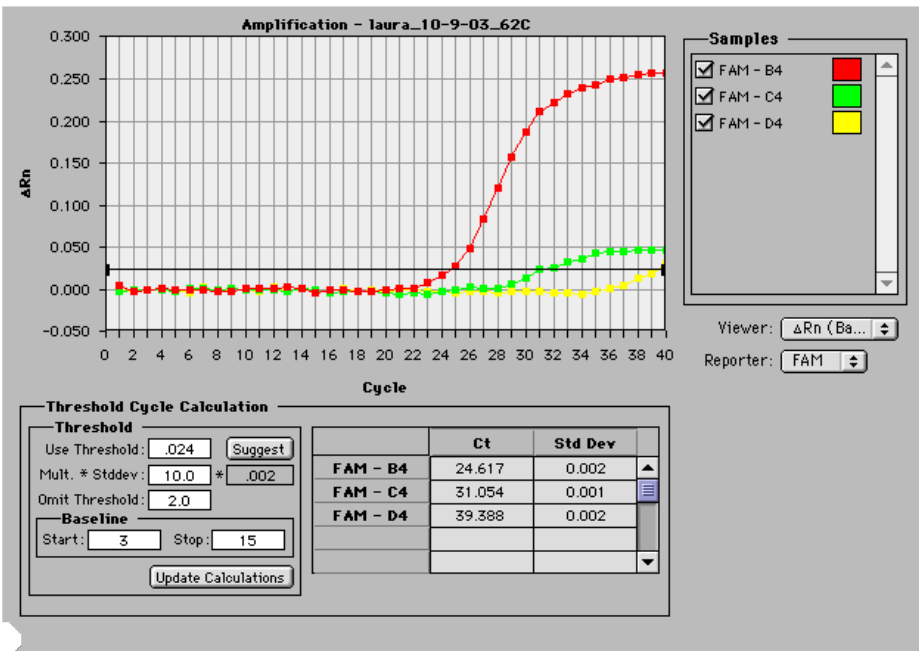 Amplification - laura_10-9-03_62C
0.300
0.250
0.200
0.150
0.100
0.050
0.000
-0.050
ΔRn
0 2 4 6 8 10 12 14 16 18 20 22 24 26 28 30 32 34 36 38 40
Cycle
Samples
FAM - B4
FAM - C4
FAM - D4
Viewer: ΔRn (Ba...
Reporter: FAM
Threshold Cycle Calculation
Threshold
Use Threshold: .024 Suggest
Mult. * Stddev: 10.0 * .002
Omit Threshold: 2.0
Baseline
Start: 3 Stop: 15
Update Calculations
Ct Std Dev
FAM - B4 24.617 0.002
FAM - C4 31.054 0.001
FAM - D4 39.388 0.002